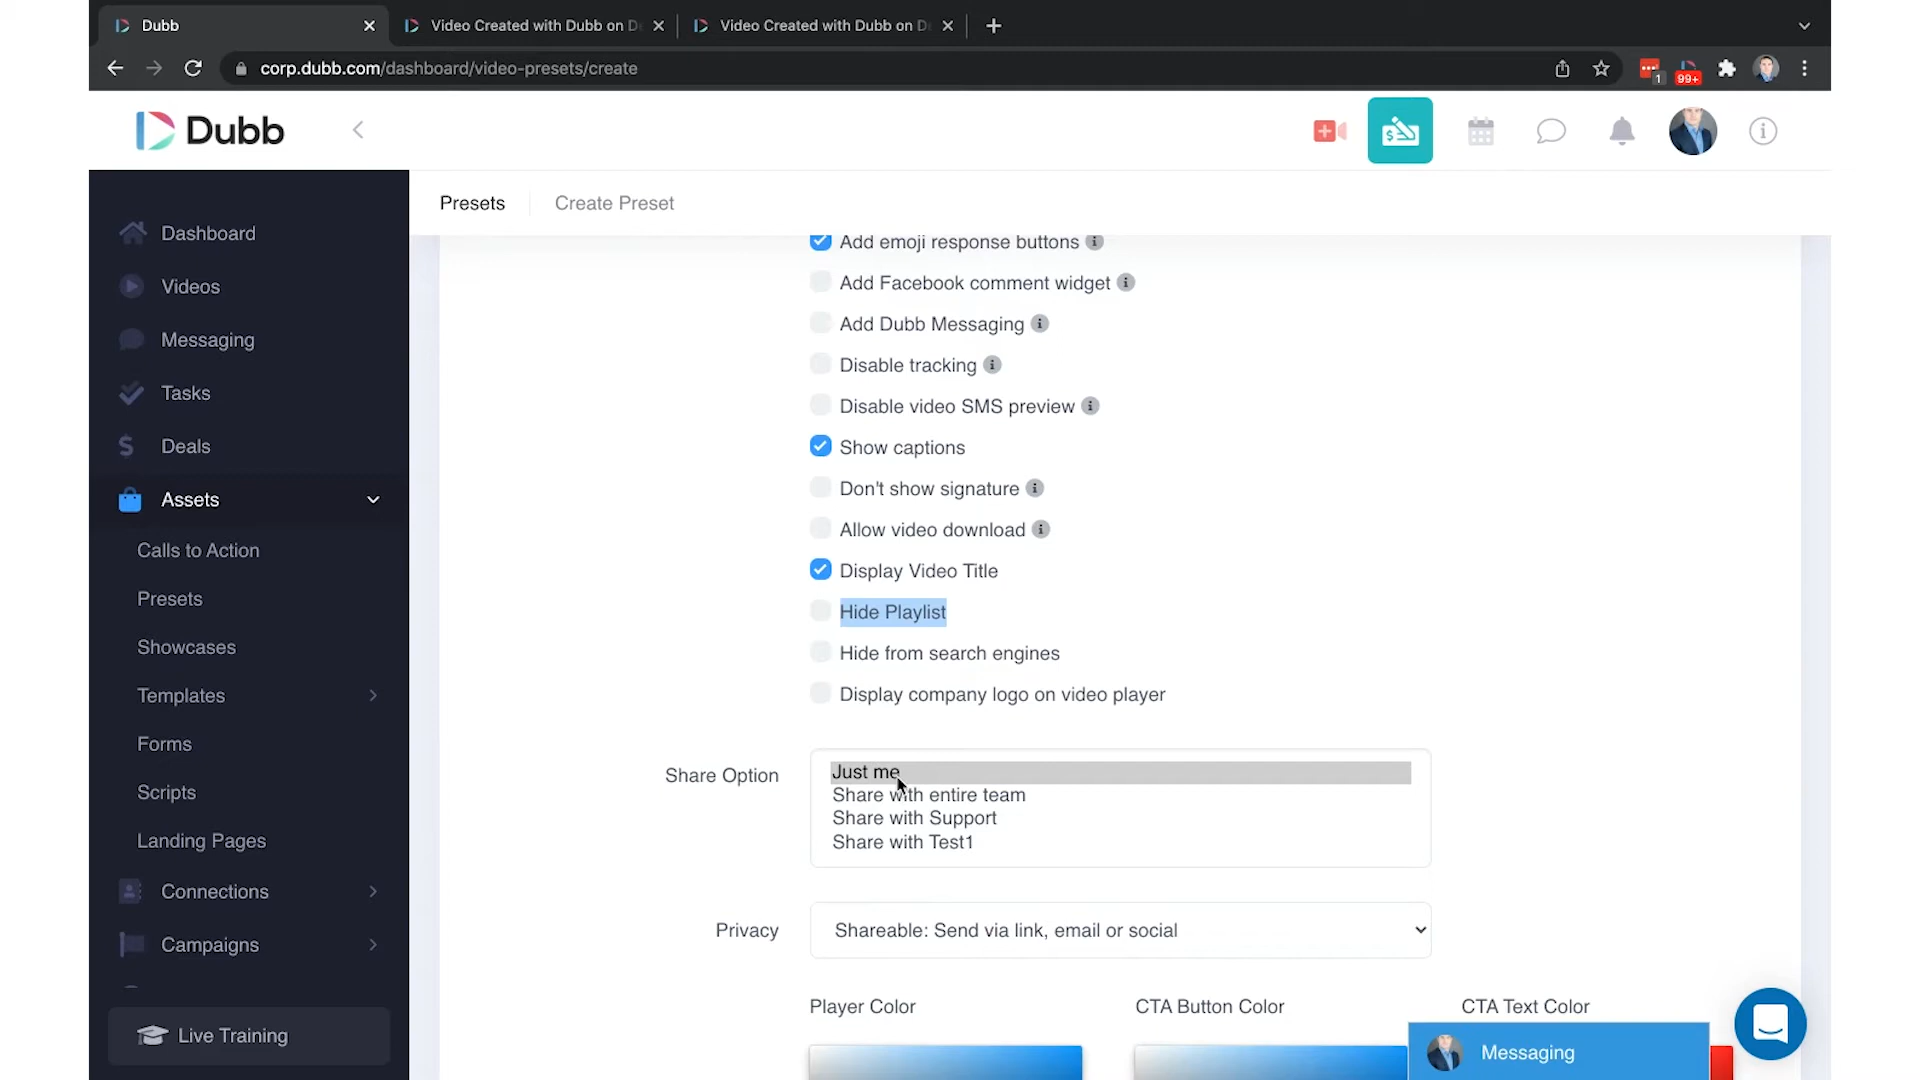 Dubb
Video Created with Dubb on D
Video Created with Dubb on D
corp.dubb.com/dashboard/video-presets/create
1
99+
Dubb
Presets
Create Preset
Dashboard
Videos
Messaging
Tasks
Deals
Assets
Calls to Action
Presets
Showcases
Templates
Forms
Scripts
Landing Pages
Connections
Campaigns
Live Training
Add emoji response buttons
Add Facebook comment widget
Add Dubb Messaging
Disable tracking
Disable video SMS preview
Show captions
Don't show signature
Allow video download
Display Video Title
Hide Playlist
Hide from search engines
Display company logo on video player
Share Option
Just me
Share with entire team
Share with Support
Share with Test1
Privacy
Shareable: Send via link, email or social
Player Color
CTA Button Color
CTA Text Color
Messaging